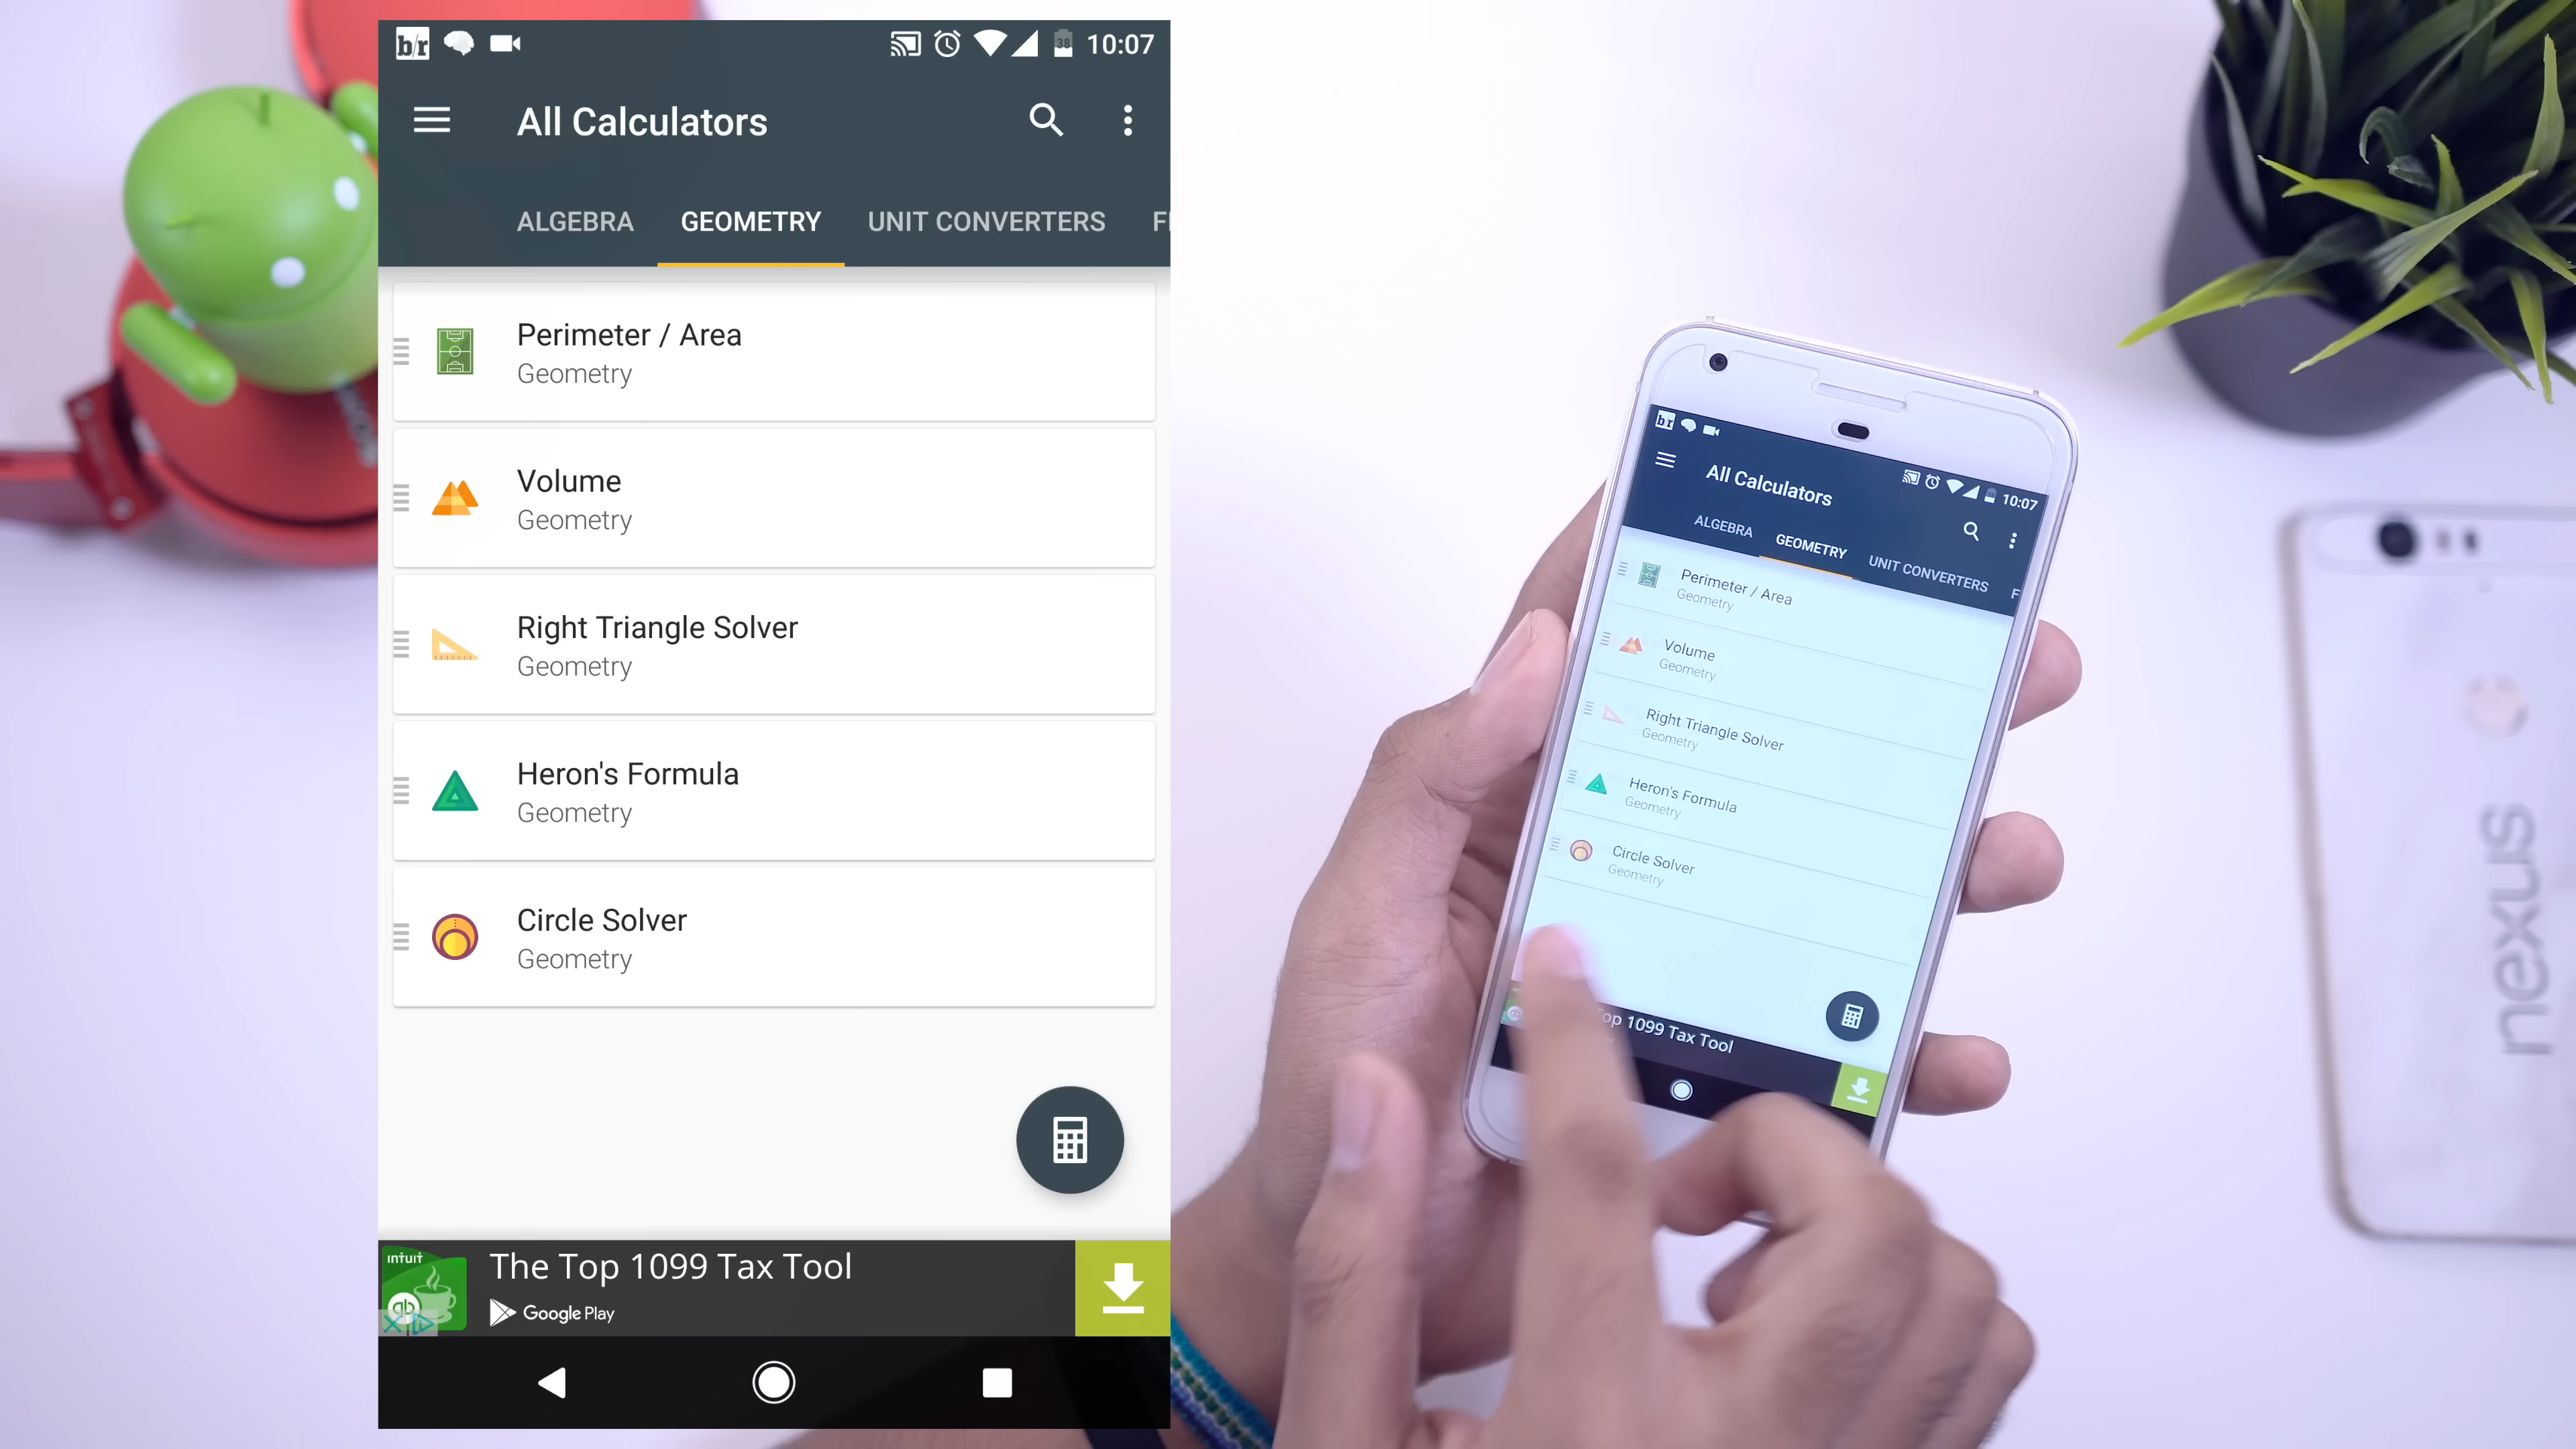 b/r
38
10:07
All Calculators
ALGEBRA
GEOMETRY
UNIT CONVERTERS
Perimeter / Area
Geometry
Volume
Geometry
Right Triangle Solver
Geometry
Heron's Formula
Geometry
Circle Solver
Geometry
intuit
The Top 1099 Tax Tool
qb
Google Play
b/r
10:07
All Calculators
ALGEBRA
GEOMETRY
UNIT CONVERTERS
F
Perimeter / Area
Geometry
Volume
Geometry
Right Triangle Solver
Geometry
Heron's Formula
Geometry
Circle Solver
Geometry
1099 Tax Tool
nexus